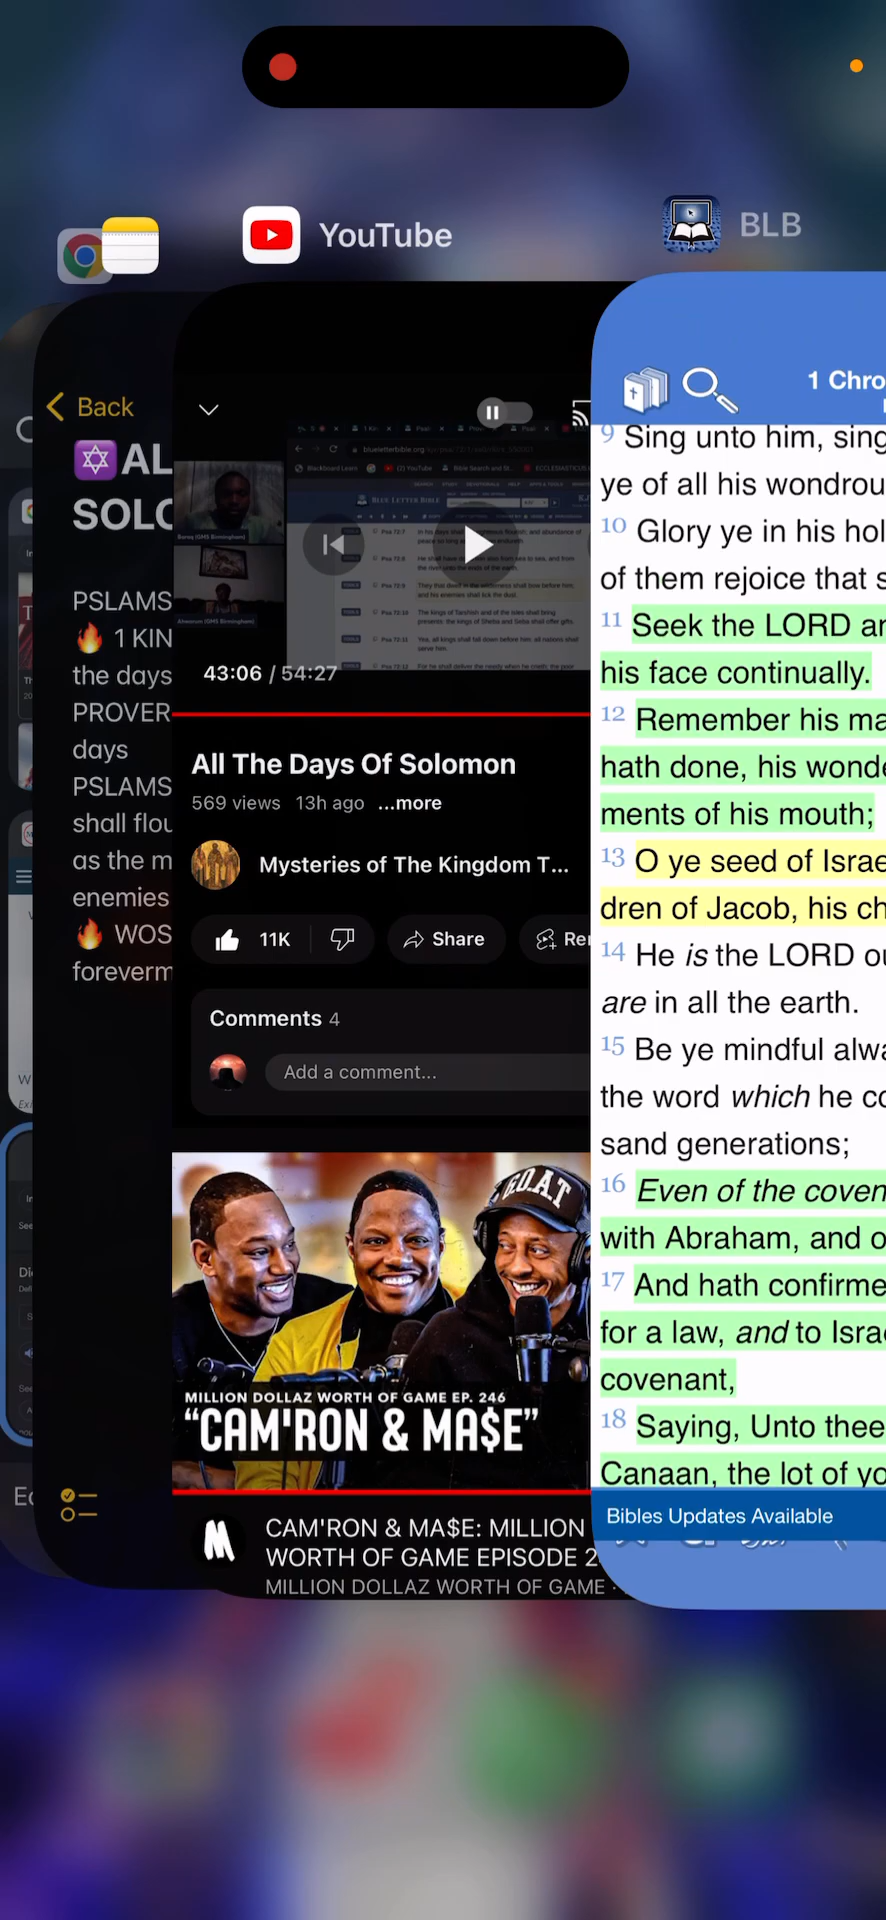 YouTube
BLB
Back
✡AL
SOLO
PSLAMS
🔥 1 KIN
the days
PROVER
days
PSLAMS
shall flou
as the m
enemies
🔥 WOS
foreverm
43:06 / 54:27
All The Days Of Solomon
569 views 13h ago ...more
Mysteries of The Kingdom T...
11K
Share
Comments 4
Add a comment...
G.O.A.T
MILLION DOLLAZ WORTH OF GAME EP. 246
“CAM'RON & MA$E”
CAM'RON & MA$E: MILLION
WORTH OF GAME EPISODE 2
MILLION DOLLAZ WORTH OF GAME ·
1 Chro
9 Sing unto him, sing
ye of all his wondrou
10 Glory ye in his hol
of them rejoice that s
11 Seek the LORD an
his face continually.
12 Remember his ma
hath done, his wonde
ments of his mouth;
13 O ye seed of Israe
dren of Jacob, his ch
14 He is the LORD ou
are in all the earth.
15 Be ye mindful alwa
the word which he co
sand generations;
16 Even of the coven
with Abraham, and o
17 And hath confirme
for a law, and to Israe
covenant,
18 Saying, Unto thee
Canaan, the lot of yo
Bibles Updates Available